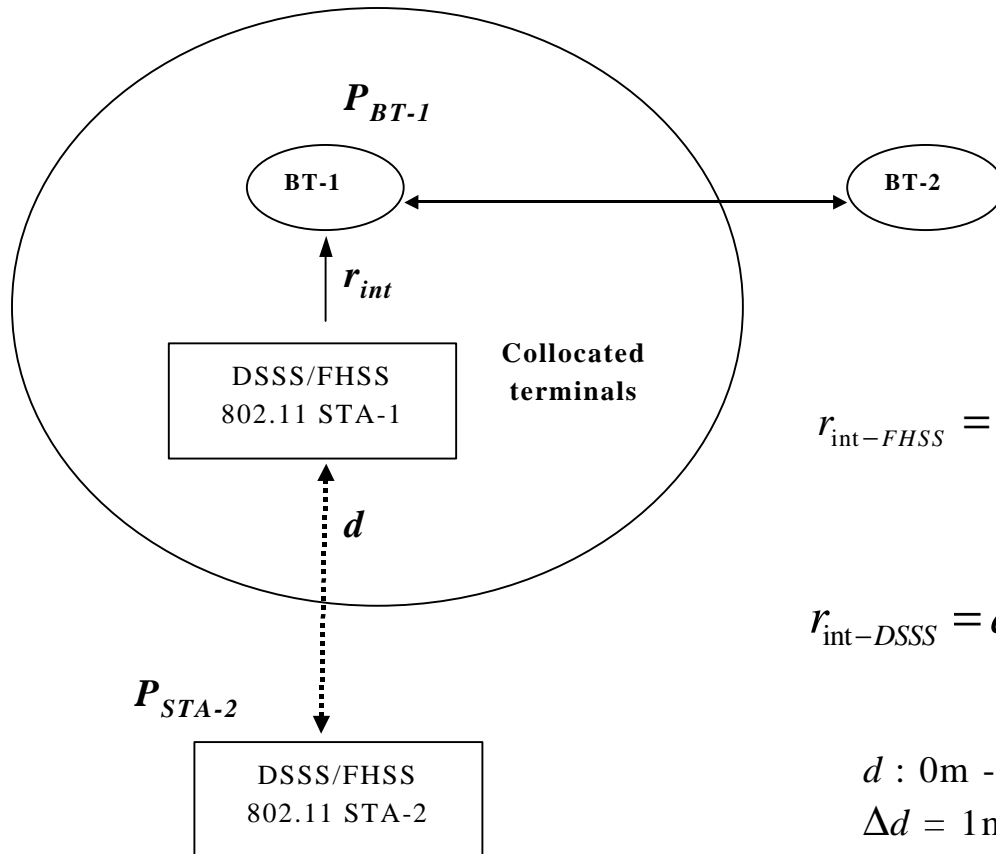 P_BT-1
BT-1
BT-2
r_int
DSSS/FHSS
802.11 STA-1
Collocated
terminals
r_int-FHSS =
d
r_int-DSSS =
P_STA-2
DSSS/FHSS
802.11 STA-2
d : 0m -
Δd = 1